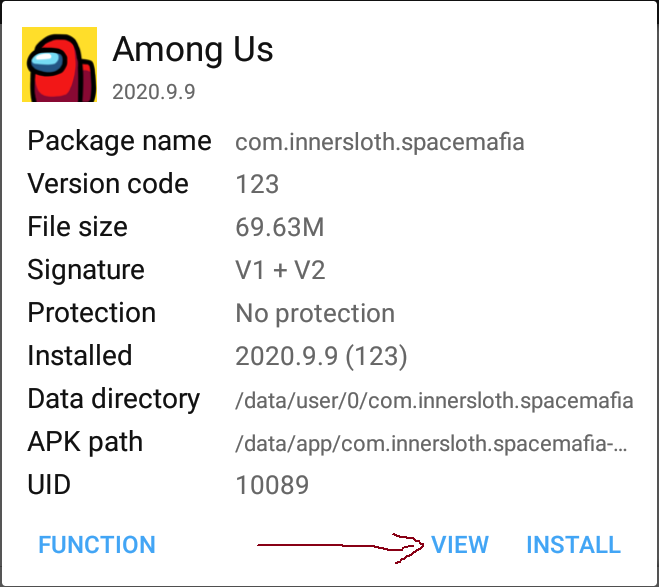 Among Us
2020.9.9
Package name com.innersloth.spacemafia
Version code 123
File size 69.63M
Signature V1 + V2
Protection No protection
Installed 2020.9.9 (123)
Data directory /data/user/0/com.innersloth.spacemafia
APK path /data/app/com.innersloth.spacemafia-...
UID 10089
FUNCTION VIEW INSTALL